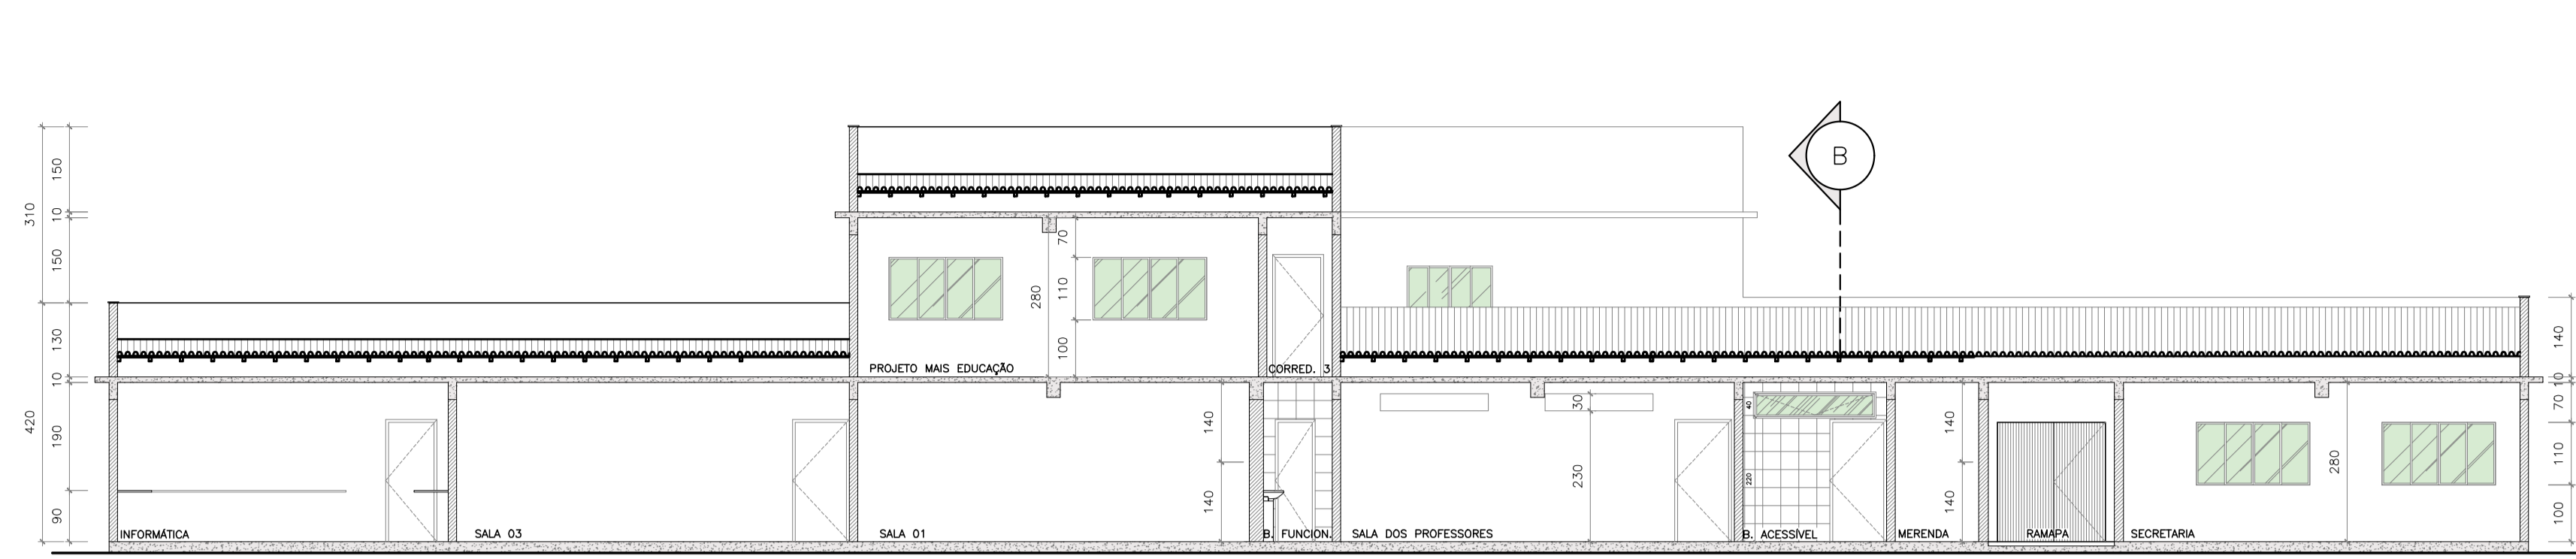 B
150
10
310
150
130
10
420
190
90
70
110
280
100
PROJETO MAIS EDUCAÇÃO
CORRED. 3
140
140
30
230
40
220
140
140
280
140
10
70
110
100
INFORMÁTICA
SALA 03
SALA 01
B. FUNCION.
SALA DOS PROFESSORES
B. ACESSÍVEL
MERENDA
RAMAPA
SECRETARIA